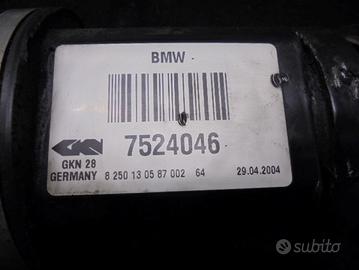 BMW
GKN
7524046
GKN 28
GERMANY 8 250 13 05 87 002 64 29.04.2004
subito